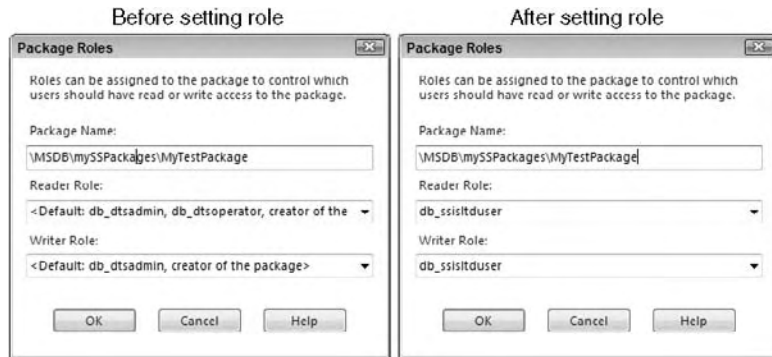 Before setting role
Package Roles
Roles can be assigned to the package to control which
users should have read or write access to the package.
Package Name:
\MSDB\mySSPackages\MyTestPackage
Reader Role:
<Default: db_dtsadmin, db_dtsoperator, creator of the
Writer Role:
<Default: db_dtsadmin, creator of the package>
OK Cancel Help
After setting role
Package Roles
Roles can be assigned to the package to control which
users should have read or write access to the package.
Package Name:
\MSDB\mySSPackages\MyTestPackage
Reader Role:
db_ssisltduser
Writer Role:
db_ssisltduser
OK Cancel Help